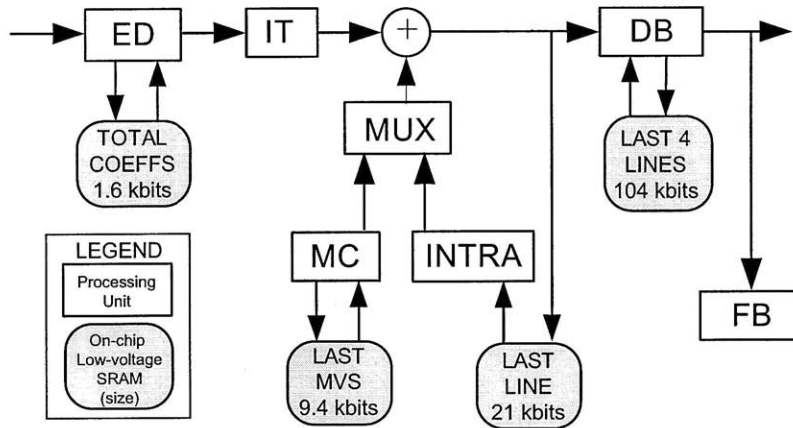 ED
IT
+
DB
TOTAL
COEFFS
1.6 kbits
MUX
LAST 4
LINES
104 kbits
LEGEND
Processing
Unit
On-chip
Low-voltage
SRAM
(size)
MC
INTRA
FB
LAST
MVS
9.4 kbits
LAST
LINE
21 kbits